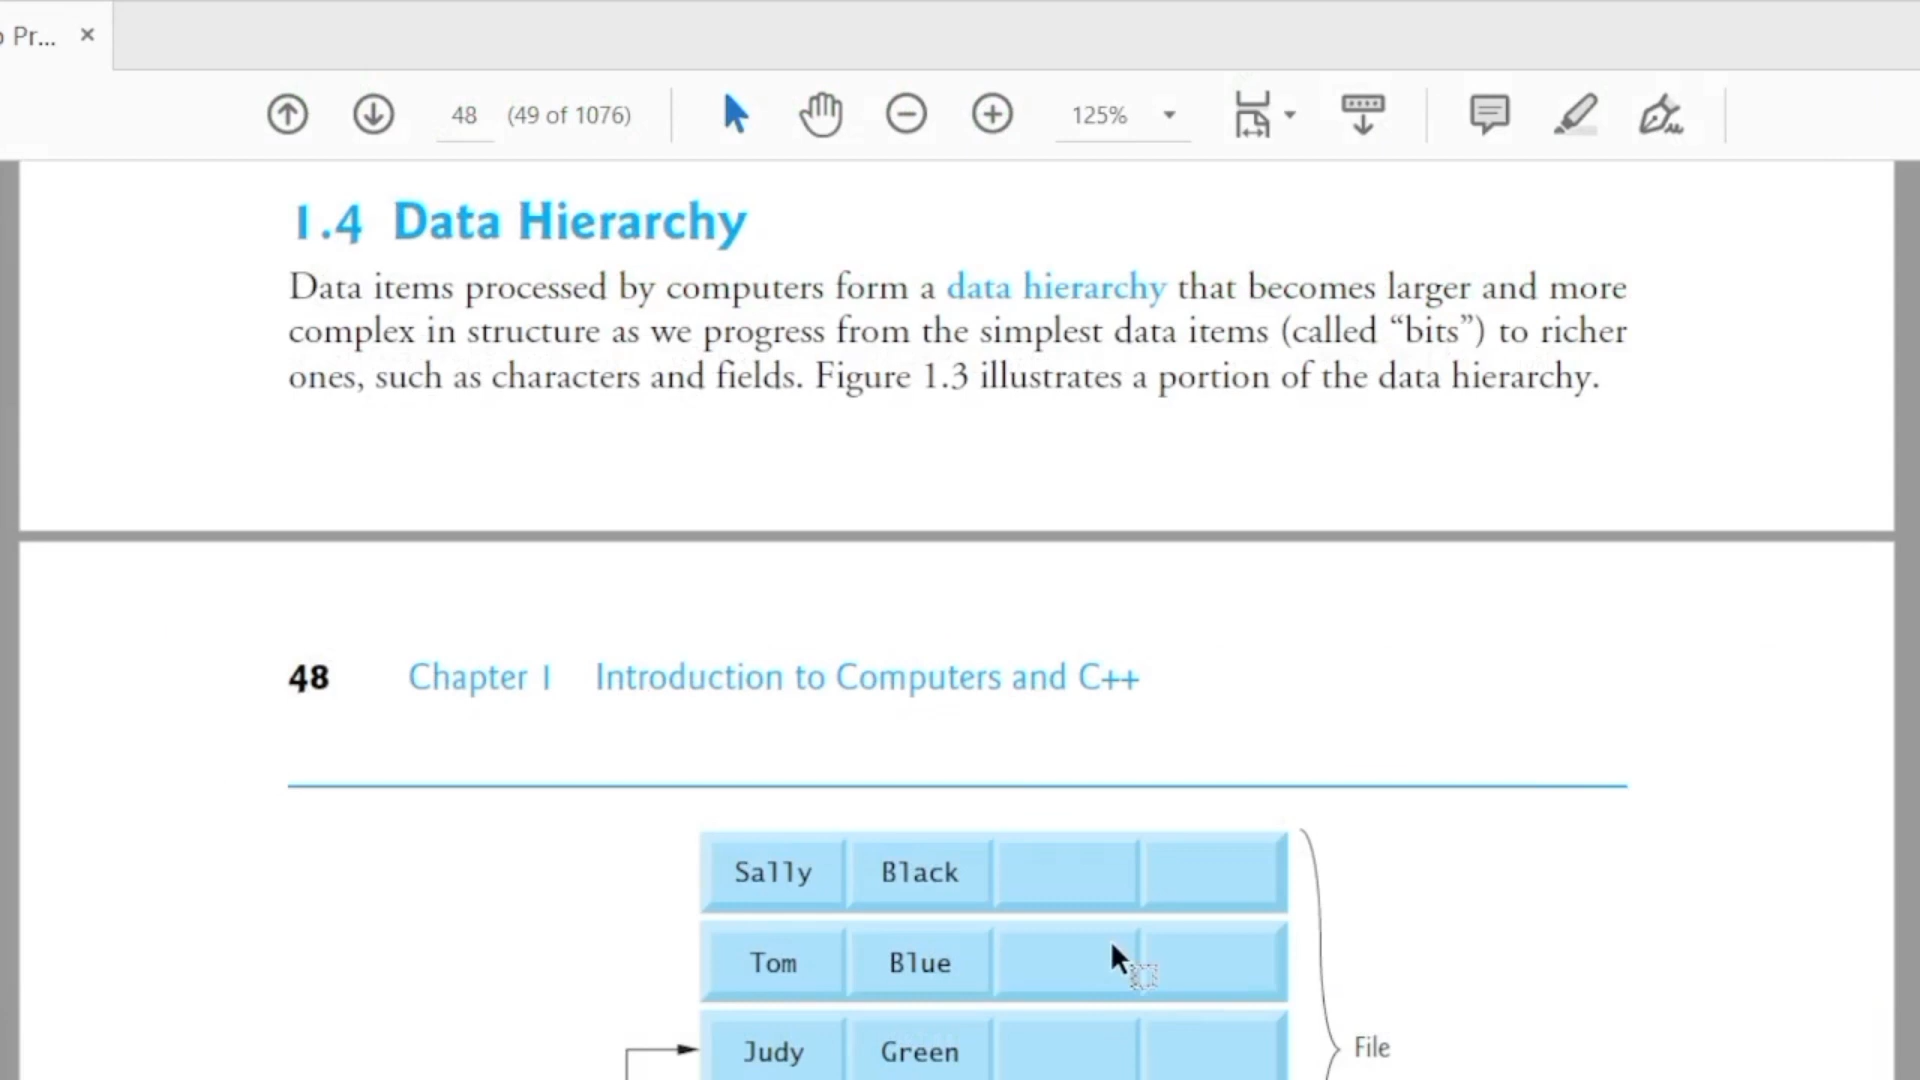 Pr...
48 (49 of 1076) 125%
1.4 Data Hierarchy
Data items processed by computers form a data hierarchy that becomes larger and more
complex in structure as we progress from the simplest data items (called “bits”) to richer
ones, such as characters and fields. Figure 1.3 illustrates a portion of the data hierarchy.
48 Chapter 1 Introduction to Computers and C++
Sally Black
Tom Blue
Judy Green
File